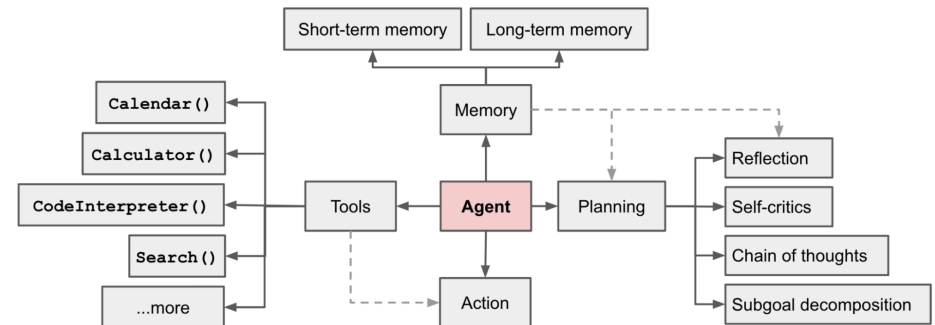 Short-term memory
Long-term memory
Calendar()
Memory
Calculator()
Reflection
CodeInterpreter()
Tools
Agent
Planning
Self-critics
Search()
Chain of thoughts
...more
Action
Subgoal decomposition